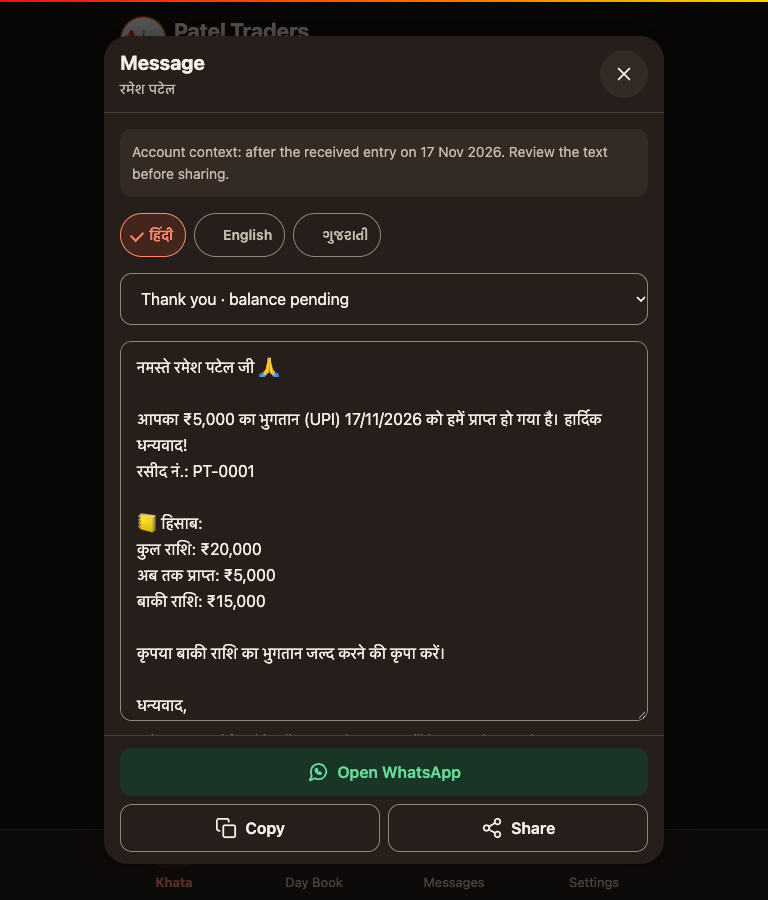 Patel Traders
Message
रमेश पटेल
Account context: after the received entry on 17 Nov 2026. Review the text
before sharing.
हिंदी
English
ગુજરાતી
Thank you · balance pending
नमस्ते रमेश पटेल जी 🙏
आपका ₹5,000 का भुगतान (UPI) 17/11/2026 को हमें प्राप्त हो गया है। हार्दिक
धन्यवाद!
रसीद नं.: PT-0001
📒 हिसाब:
कुल राशि: ₹20,000
अब तक प्राप्त: ₹5,000
बाकी राशि: ₹15,000
कृपया बाकी राशि का भुगतान जल्द करने की कृपा करें।
धन्यवाद,
Open WhatsApp
Copy
Share
Khata
Day Book
Messages
Settings